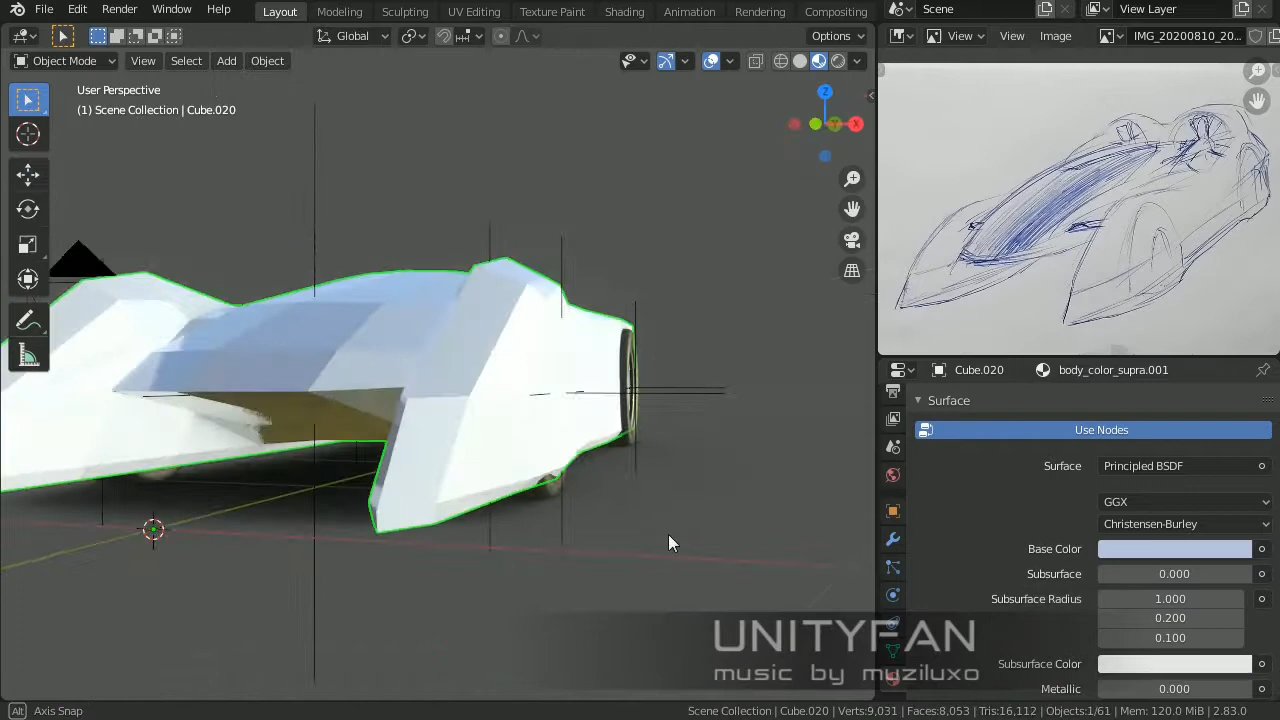 File Edit Render Window Help Layout Modeling Sculpting UV Editing Texture Paint Shading Animation Rendering Compositing Scene View Layer
Global Options View View Image IMG_20200810_20...
Object Mode View Select Add Object
User Perspective
(1) Scene Collection | Cube.020
Z
Y X
Cube.020 body_color_supra.001
Surface
Use Nodes
Surface Principled BSDF
GGX
Christensen-Burley
Base Color
Subsurface 0.000
Subsurface Radius 1.000
0.200
0.100
Subsurface Color
Metallic 0.000
UNITYFAN
music by myziluxo
Alt Axis Snap Scene Collection | Cube.020 | Verts:9,031 | Faces:8,053 | Tris:16,112 | Objects:1/61 | Mem: 120.0 MiB | 2.83.0